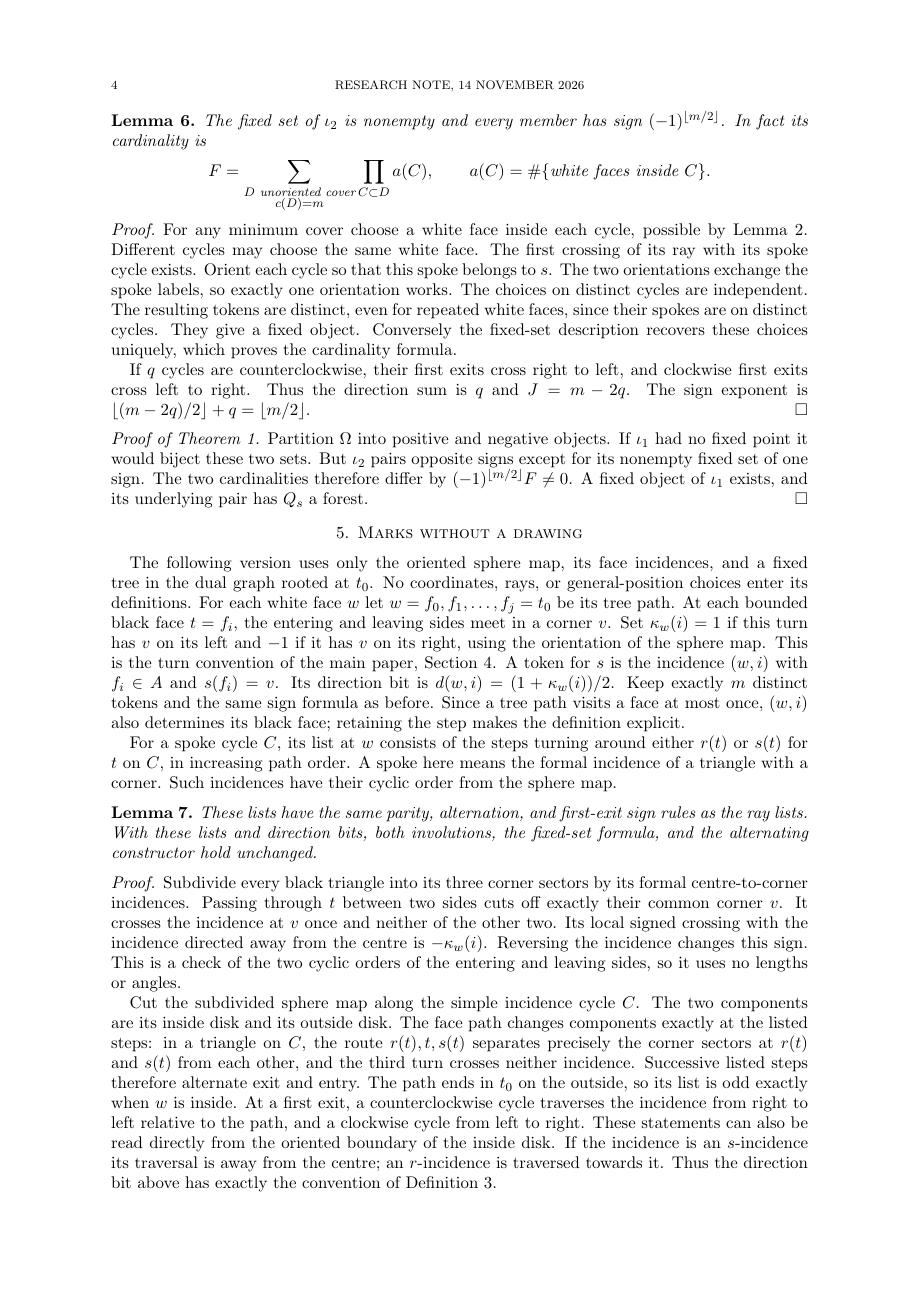 4 RESEARCH NOTE, 14 NOVEMBER 2026
Lemma 6. The fixed set of ι₂ is nonempty and every member has sign (−1)^{⌊m/2⌋}. In fact its
cardinality is
F = ∑_{D unoriented cover, c(D)=m} ∏_{C⊂D} a(C), a(C) = #{white faces inside C}.
Proof. For any minimum cover choose a white face inside each cycle, possible by Lemma 2.
Different cycles may choose the same white face. The first crossing of its ray with its spoke
cycle exists. Orient each cycle so that this spoke belongs to s. The two orientations exchange the
spoke labels, so exactly one orientation works. The choices on distinct cycles are independent.
The resulting tokens are distinct, even for repeated white faces, since their spokes are on distinct
cycles. They give a fixed object. Conversely the fixed-set description recovers these choices
uniquely, which proves the cardinality formula.
If q cycles are counterclockwise, their first exits cross right to left, and clockwise first exits
cross left to right. Thus the direction sum is q and J = m − 2q. The sign exponent is
⌊(m − 2q)/2⌋ + q = ⌊m/2⌋. □
Proof of Theorem 1. Partition Ω into positive and negative objects. If ι₁ had no fixed point it
would biject these two sets. But ι₂ pairs opposite signs except for its nonempty fixed set of one
sign. The two cardinalities therefore differ by (−1)^{⌊m/2⌋}F ≠ 0. A fixed object of ι₁ exists, and
its underlying pair has Q_s a forest. □
5. Marks without a drawing
The following version uses only the oriented sphere map, its face incidences, and a fixed
tree in the dual graph rooted at t₀. No coordinates, rays, or general-position choices enter its
definitions. For each white face w let w = f₀, f₁, . . . , f_j = t₀ be its tree path. At each bounded
black face t = f_i, the entering and leaving sides meet in a corner v. Set κ_w(i) = 1 if this turn
has v on its left and −1 if it has v on its right, using the orientation of the sphere map. This
is the turn convention of the main paper, Section 4. A token for s is the incidence (w, i) with
f_i ∈ A and s(f_i) = v. Its direction bit is d(w, i) = (1 + κ_w(i))/2. Keep exactly m distinct
tokens and the same sign formula as before. Since a tree path visits a face at most once, (w, i)
also determines its black face; retaining the step makes the definition explicit.
For a spoke cycle C, its list at w consists of the steps turning around either r(t) or s(t) for
t on C, in increasing path order. A spoke here means the formal incidence of a triangle with a
corner. Such incidences have their cyclic order from the sphere map.
Lemma 7. These lists have the same parity, alternation, and first-exit sign rules as the ray lists.
With these lists and direction bits, both involutions, the fixed-set formula, and the alternating
constructor hold unchanged.
Proof. Subdivide every black triangle into its three corner sectors by its formal centre-to-corner
incidences. Passing through t between two sides cuts off exactly their common corner v. It
crosses the incidence at v once and neither of the other two. Its local signed crossing with the
incidence directed away from the centre is −κ_w(i). Reversing the incidence changes this sign.
This is a check of the two cyclic orders of the entering and leaving sides, so it uses no lengths
or angles.
Cut the subdivided sphere map along the simple incidence cycle C. The two components
are its inside disk and its outside disk. The face path changes components exactly at the listed
steps: in a triangle on C, the route r(t), t, s(t) separates precisely the corner sectors at r(t)
and s(t) from each other, and the third turn crosses neither incidence. Successive listed steps
therefore alternate exit and entry. The path ends in t₀ on the outside, so its list is odd exactly
when w is inside. At a first exit, a counterclockwise cycle traverses the incidence from right to
left relative to the path, and a clockwise cycle from left to right. These statements can also be
read directly from the oriented boundary of the inside disk. If the incidence is an s-incidence
its traversal is away from the centre; an r-incidence is traversed towards it. Thus the direction
bit above has exactly the convention of Definition 3.